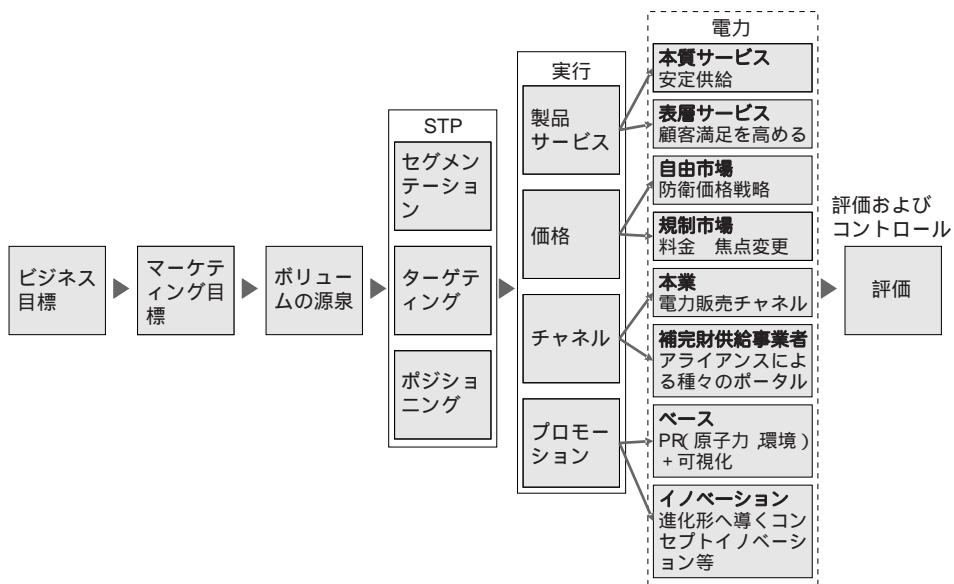 ビジネス
目標
マーケテ
ィング目
標
ボリュー
ムの源泉
STP
セグメン
テーショ
ン
ターゲテ
ィング
ポジショ
ニング
実行
製品
サービス
価格
チャネル
プロモー
ション
電力
本質サービス
安定供給
表層サービス
顧客満足を高める
自由市場
防衛価格戦略
規制市場
料金　焦点変更
本業
電力販売チャネル
補完財供給事業者
アライアンスによ
る種々のポータル
ベース
PR(原子力,環境)
+可視化
イノベーション
進化形へ導くコン
セプトイノベーシ
ョン等
評価および
コントロール
評価